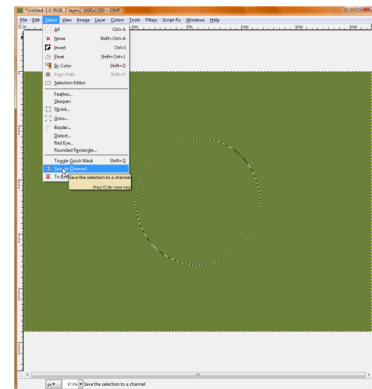 *Untitled-1.0 (RGB, 2 layers) 1600x1200 – GIMP
File Edit Select View Image Layer Colors Tools Filters Script-Fu Windows Help
All Ctrl+A
None Shift+Ctrl+A
Invert Ctrl+I
Float Shift+Ctrl+L
By Color Shift+O
From Path Shift+V
Selection Editor
Feather...
Sharpen
Shrink...
Grow...
Border...
Distort...
Red Eye...
Rounded Rectangle...
Toggle Quick Mask Shift+Q
Save to Channel
To Path
Save the selection to a channel
Press F1 for more help
px
Save the selection to a channel